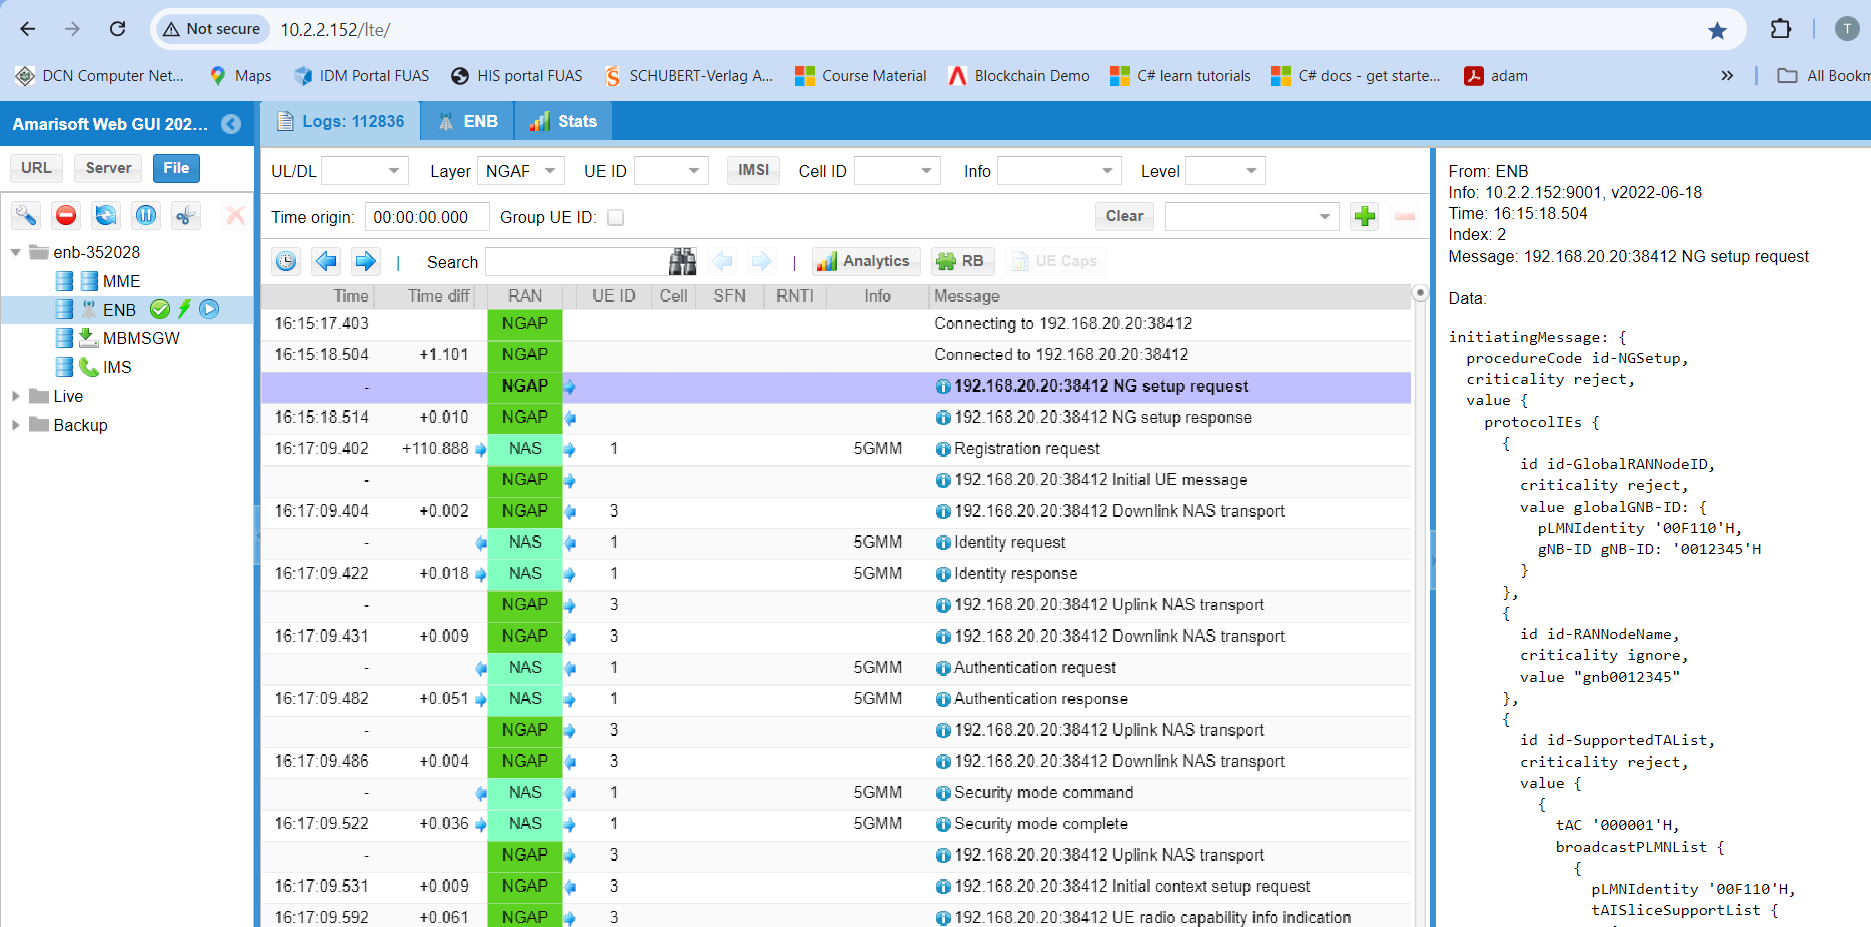 Not secure 10.2.2.152/lte/ T
DCN Computer Net... Maps IDM Portal FUAS HIS portal FUAS SCHUBERT-Verlag A... Course Material Blockchain Demo C# learn tutorials C# docs - get starte... adam » All Bookm
Amarisoft Web GUI 202...
URL Server File
enb-352028
MME
ENB
MBMSGW
IMS
Live
Backup
Logs: 112836 ENB Stats
UL/DL Layer NGAF UE ID IMSI Cell ID Info Level
Time origin: 00:00:00.000 Group UE ID: Clear
Search Analytics RB UE Caps
Time Time diff RAN UE ID Cell SFN RNTI Info Message
16:15:17.403 NGAP Connecting to 192.168.20.20:38412
16:15:18.504 +1.101 NGAP Connected to 192.168.20.20:38412
- NGAP 192.168.20.20:38412 NG setup request
16:15:18.514 +0.010 NGAP 192.168.20.20:38412 NG setup response
16:17:09.402 +110.888 NAS 1 5GMM Registration request
- NGAP 192.168.20.20:38412 Initial UE message
16:17:09.404 +0.002 NGAP 3 192.168.20.20:38412 Downlink NAS transport
- NAS 1 5GMM Identity request
16:17:09.422 +0.018 NAS 1 5GMM Identity response
- NGAP 3 192.168.20.20:38412 Uplink NAS transport
16:17:09.431 +0.009 NGAP 3 192.168.20.20:38412 Downlink NAS transport
- NAS 1 5GMM Authentication request
16:17:09.482 +0.051 NAS 1 5GMM Authentication response
NGAP 3 192.168.20.20:38412 Uplink NAS transport
16:17:09.486 +0.004 NGAP 3 192.168.20.20:38412 Downlink NAS transport
- NAS 1 5GMM Security mode command
16:17:09.522 +0.036 NAS 1 5GMM Security mode complete
- NGAP 3 192.168.20.20:38412 Uplink NAS transport
16:17:09.531 +0.009 NGAP 3 192.168.20.20:38412 Initial context setup request
16:17:09.592 +0.061 NGAP 3 192.168.20.20:38412 UE radio capability info indication
From: ENB
Info: 10.2.2.152:9001, v2022-06-18
Time: 16:15:18.504
Index: 2
Message: 192.168.20.20:38412 NG setup request
Data:
initiatingMessage: {
procedureCode id-NGSetup,
criticality reject,
value {
protocolIEs {
{
id id-GlobalRANNodeID,
criticality reject,
value globalGNB-ID: {
pLMNIdentity '00F110'H,
gNB-ID gNB-ID: '0012345'H
}
},
{
id id-RANNodeName,
criticality ignore,
value "gnb0012345"
},
{
id id-SupportedTAList,
criticality reject,
value {
{
tAC '000001'H,
broadcastPLMNList {
{
pLMNIdentity '00F110'H,
tAISliceSupportList {